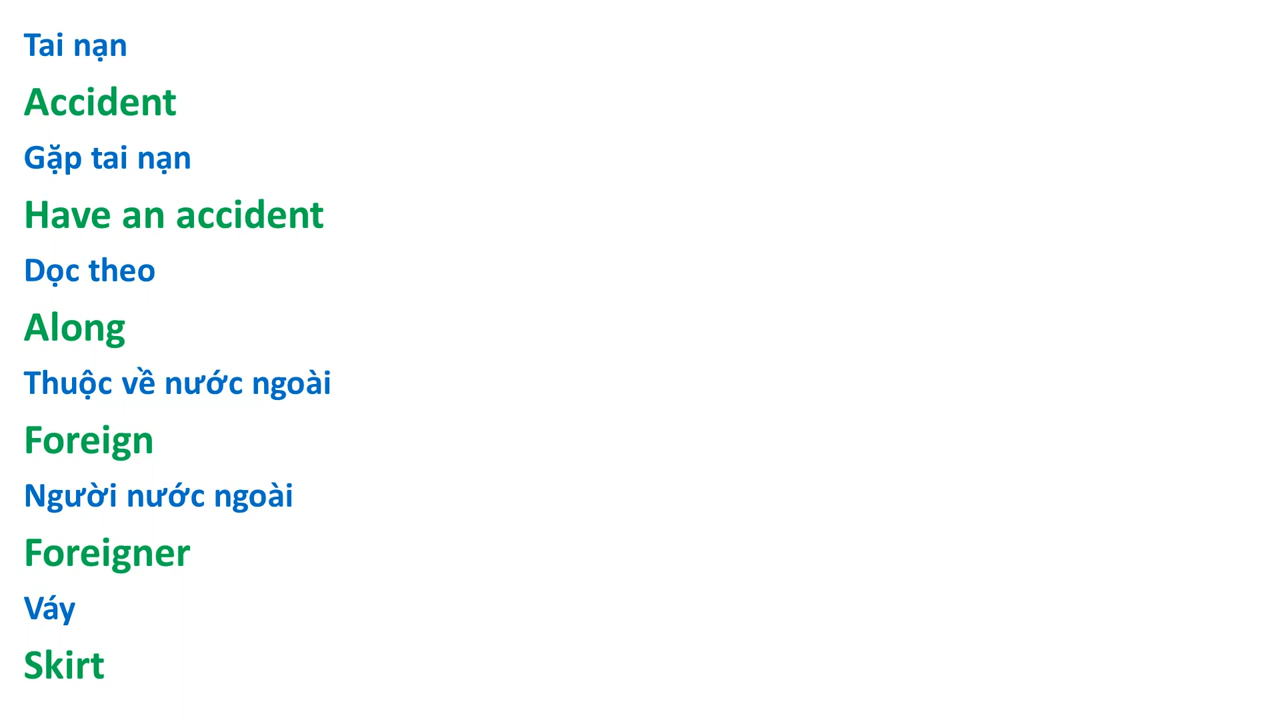 Tai nạn
Accident
Gặp tai nạn
Have an accident
Dọc theo
Along
Thuộc về nước ngoài
Foreign
Người nước ngoài
Foreigner
Váy
Skirt